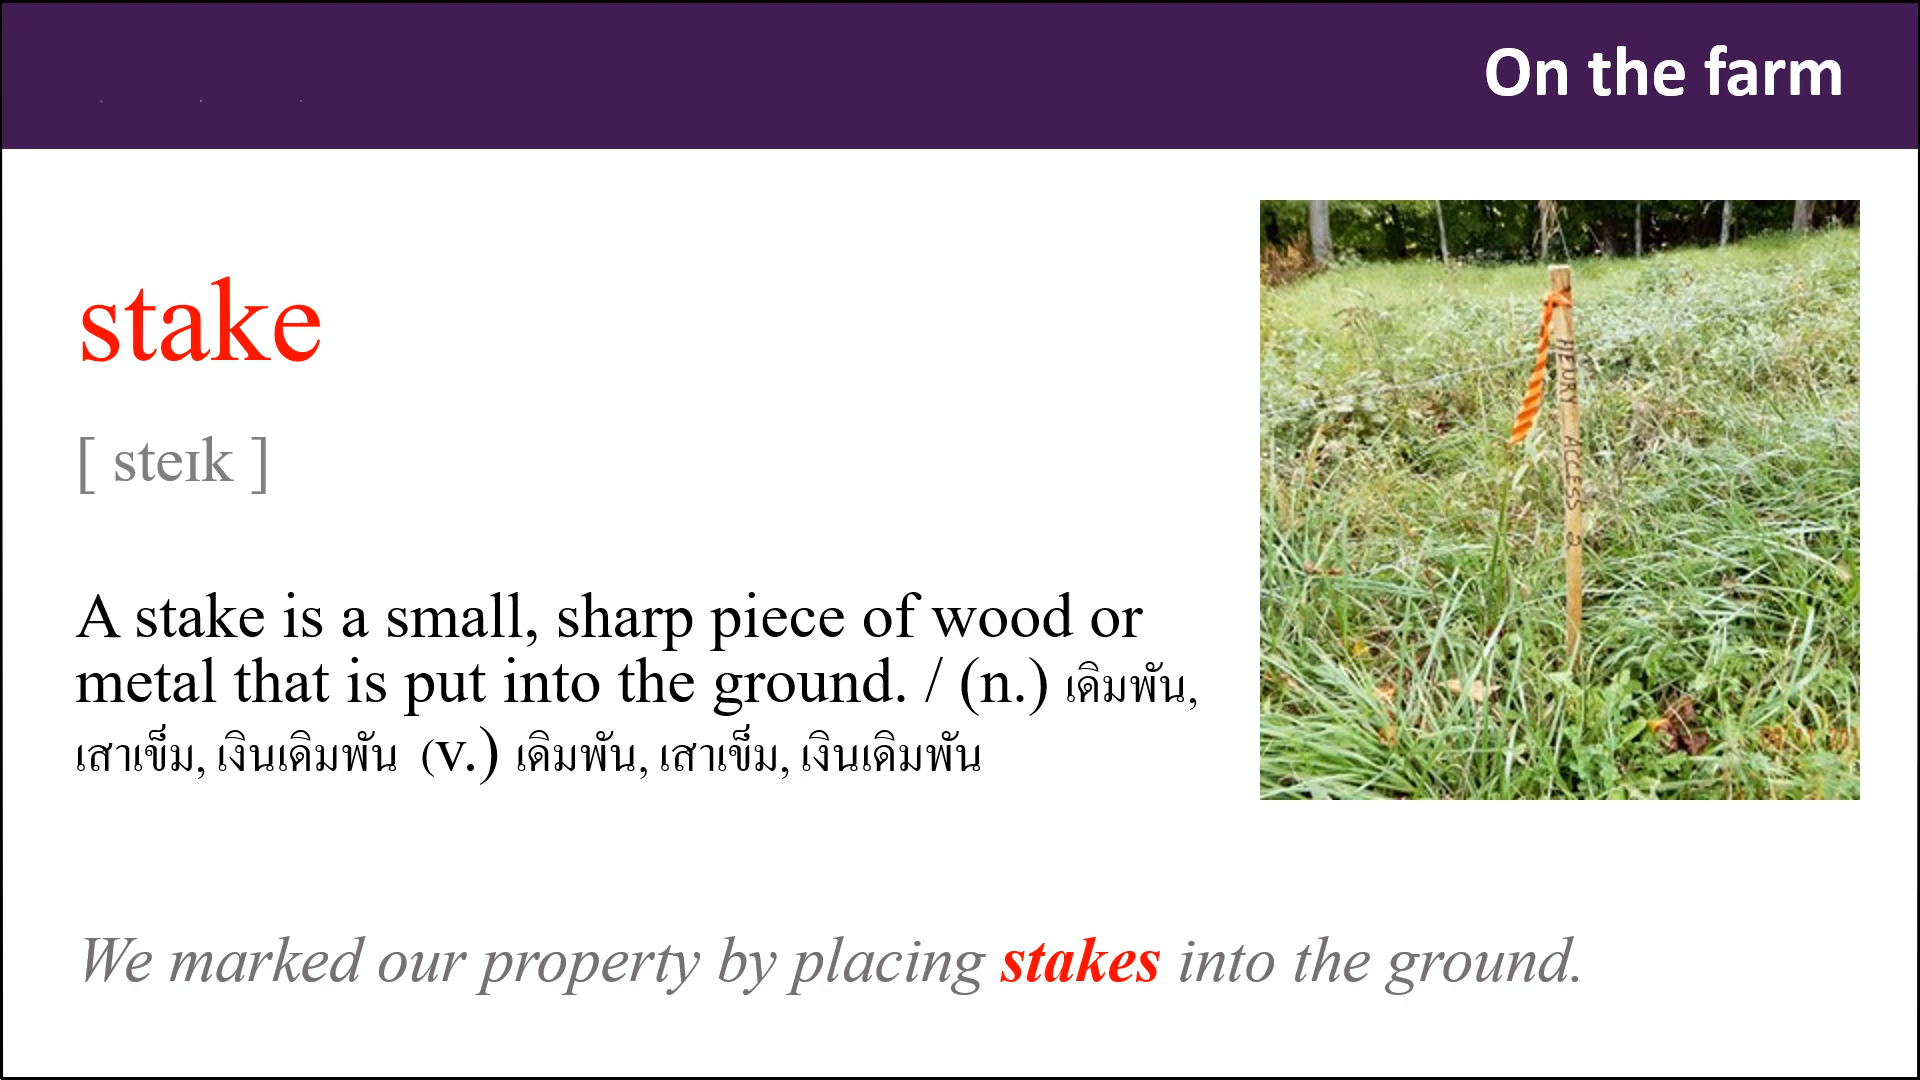 On the farm
stake
[ steɪk ]
A stake is a small, sharp piece of wood or
metal that is put into the ground. / (n.) เดิมพัน,
เสาเข็ม, เงินเดิมพัน (v.) เดิมพัน, เสาเข็ม, เงินเดิมพัน
HENRY ACCESS 2
We marked our property by placing stakes into the ground.